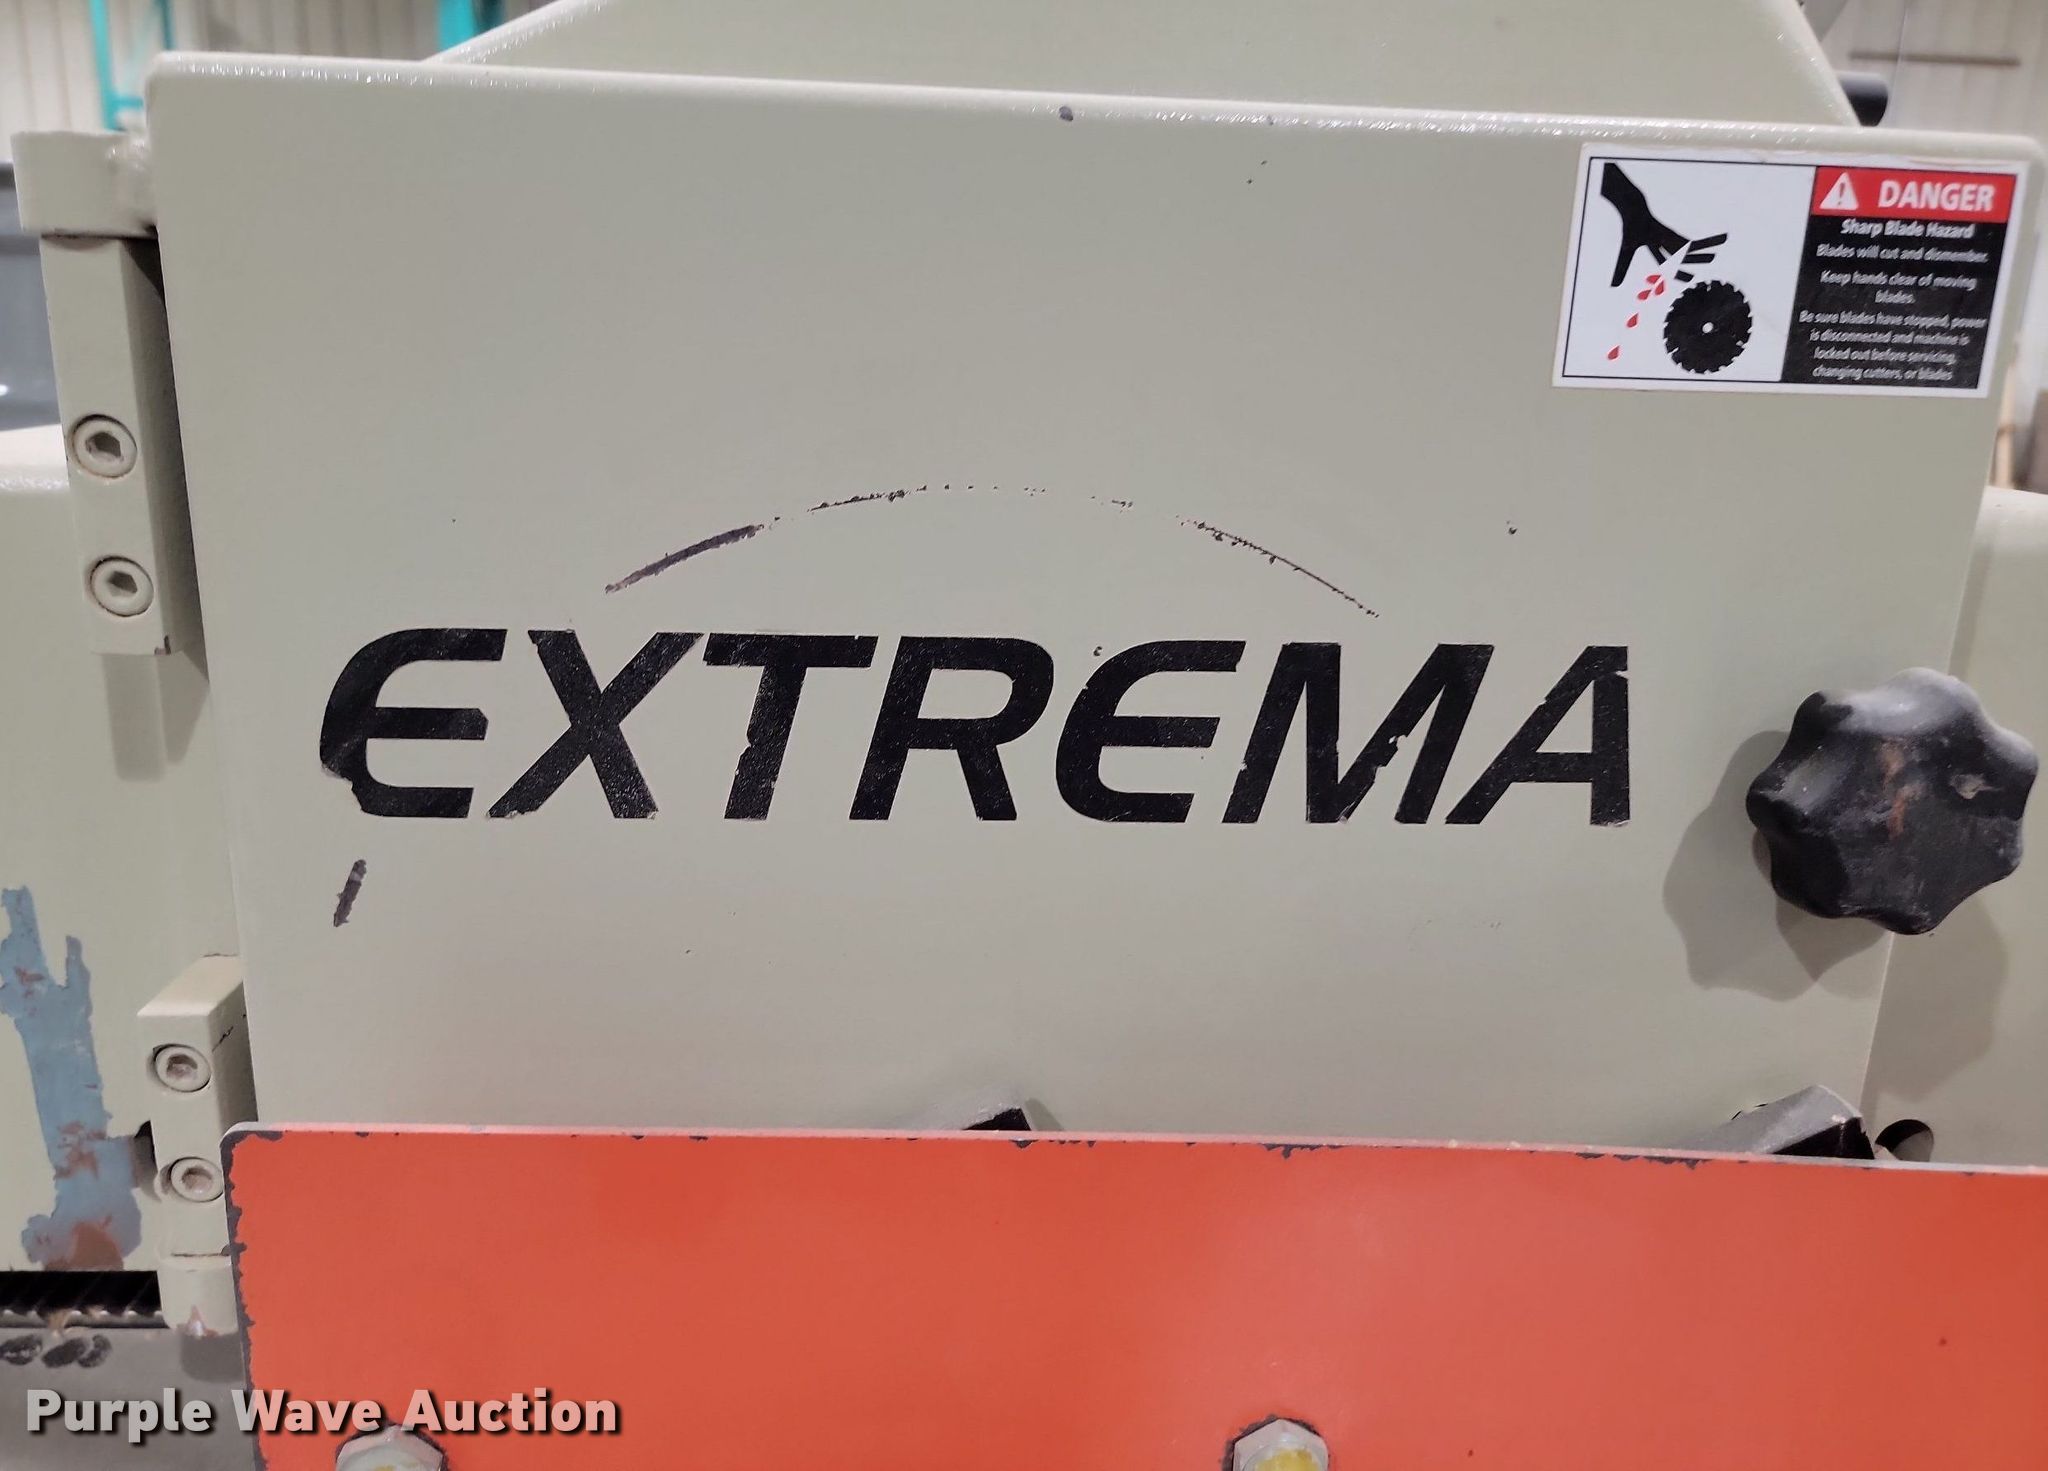 DANGER
Sharp Blade Hazard
Blades will cut and dismember.
Keep hands clear of moving
blades.
Be sure blades have stopped, power
is disconnected and machine is
locked out before servicing,
changing cutters, or blades
EXTREMA
Purple Wave Auction